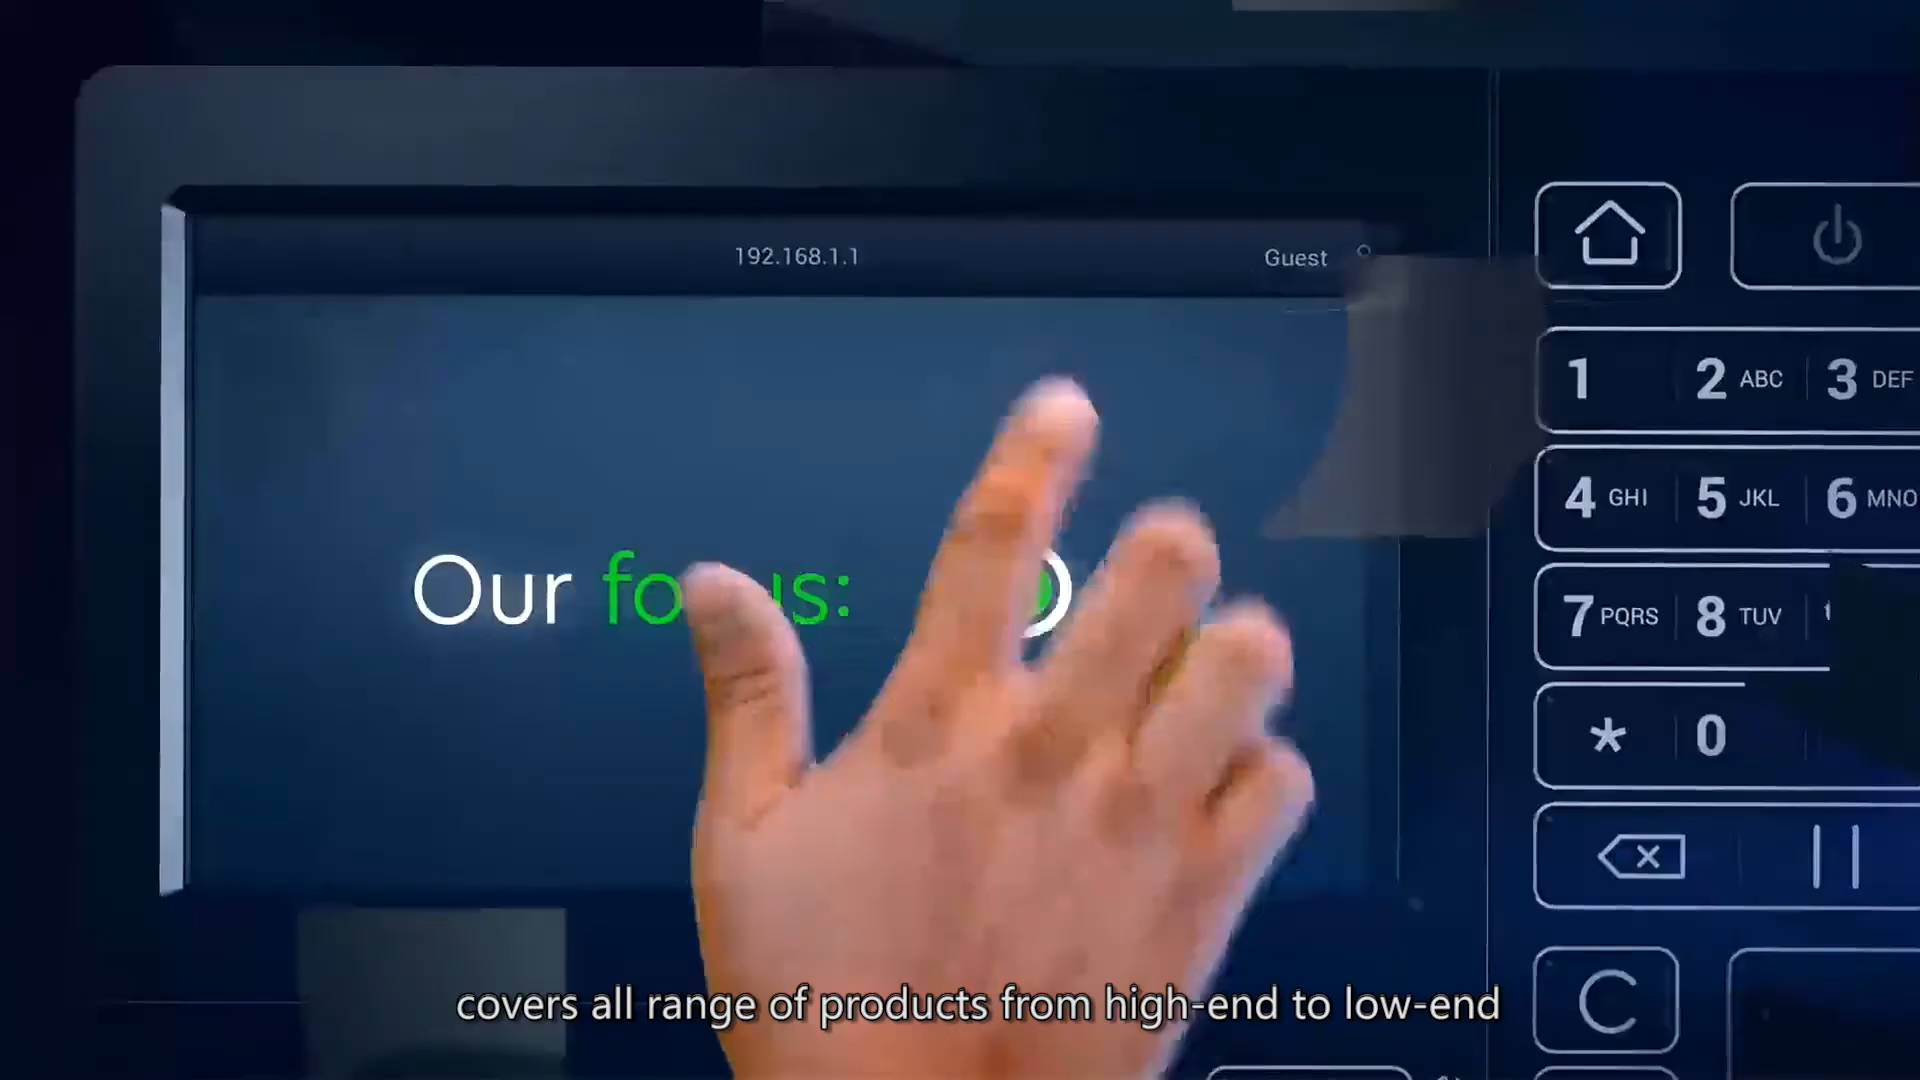 192.168.1.1
Guest
1
2 ABC
3 DEF
Our fo us:
4 GHI
5 JKL
6 MNO
7 PQRS
8 TUV
* 0
C
covers all range of products from high-end to low-end